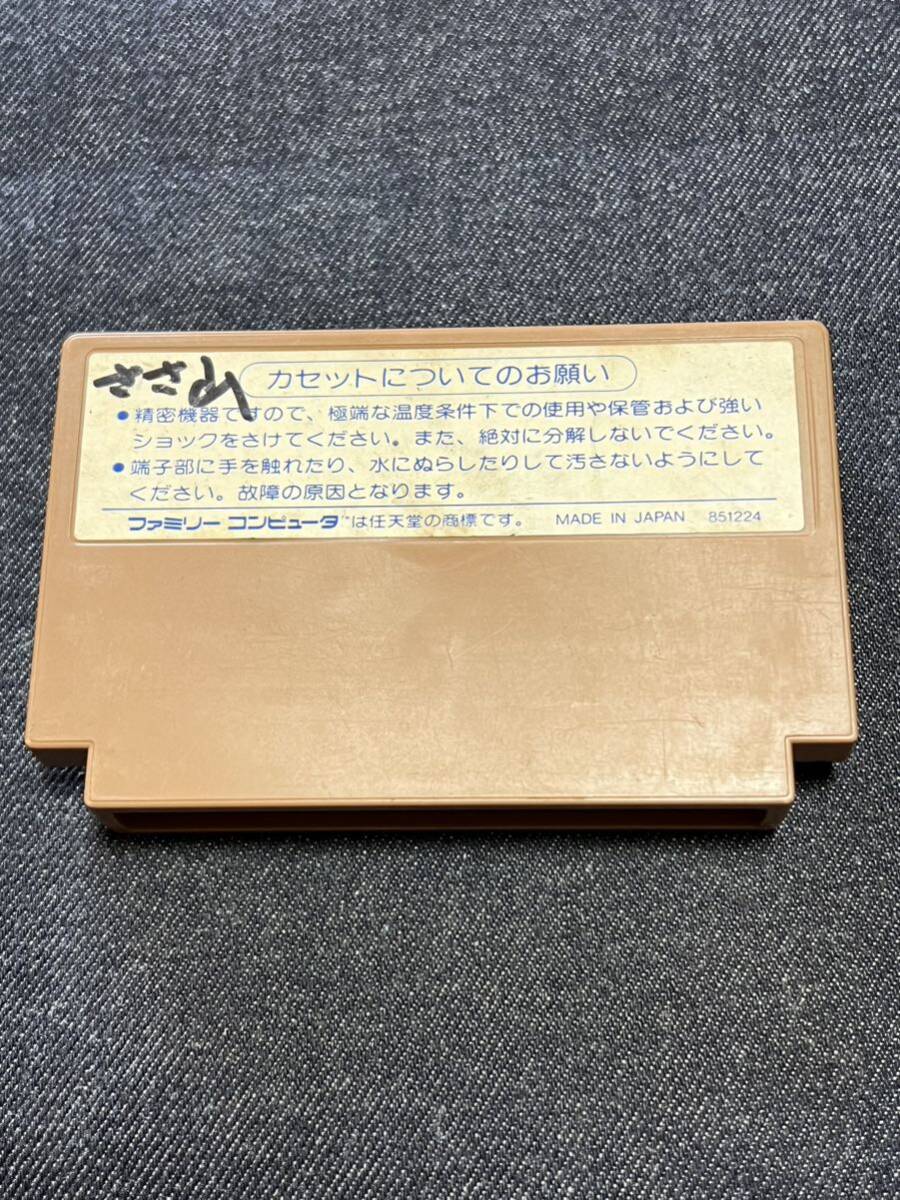 ささ山
カセットについてのお願い
●精密機器ですので、極端な温度条件下での使用や保管および強い
ショックをさけてください。また、絶対に分解しないでください。
●端子部に手を触れたり、水にぬらしたりして汚さないようにして
ください。故障の原因となります。
ファミリー コンピュータ™は任天堂の商標です。 MADE IN JAPAN 851224